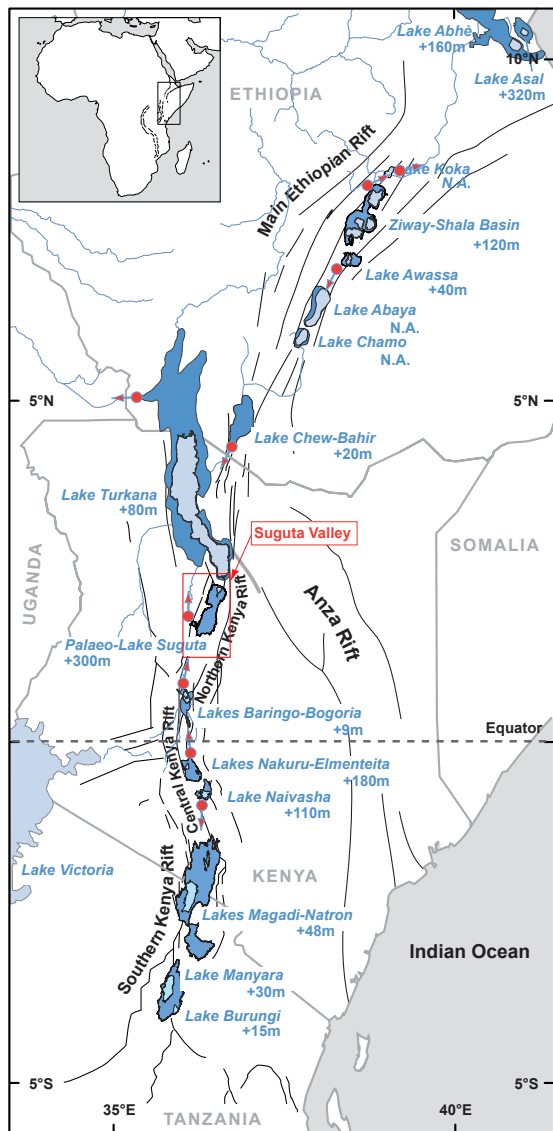 Lake Abhè
+160m
10°N
Lake Asal
+320m
ETHIOPIA
Main Ethiopian Rift
Lake Koka
N.A.
Ziway-Shala Basin
+120m
Lake Awassa
+40m
Lake Abaya
N.A.
Lake Chamo
N.A.
5°N
5°N
Lake Chew-Bahir
+20m
Lake Turkana
+80m
Suguta Valley
SOMALIA
UGANDA
Anza Rift
Northern Kenya Rift
Palaeo-Lake Suguta
+300m
Lakes Baringo-Bogoria
+9m
Equator
Central Kenya Rift
Lakes Nakuru-Elmenteita
+180m
Lake Naivasha
+110m
Lake Victoria
KENYA
Southern Kenya Rift
Lakes Magadi-Natron
+48m
Indian Ocean
Lake Manyara
+30m
Lake Burungi
+15m
5°S
5°S
35°E
40°E
TANZANIA